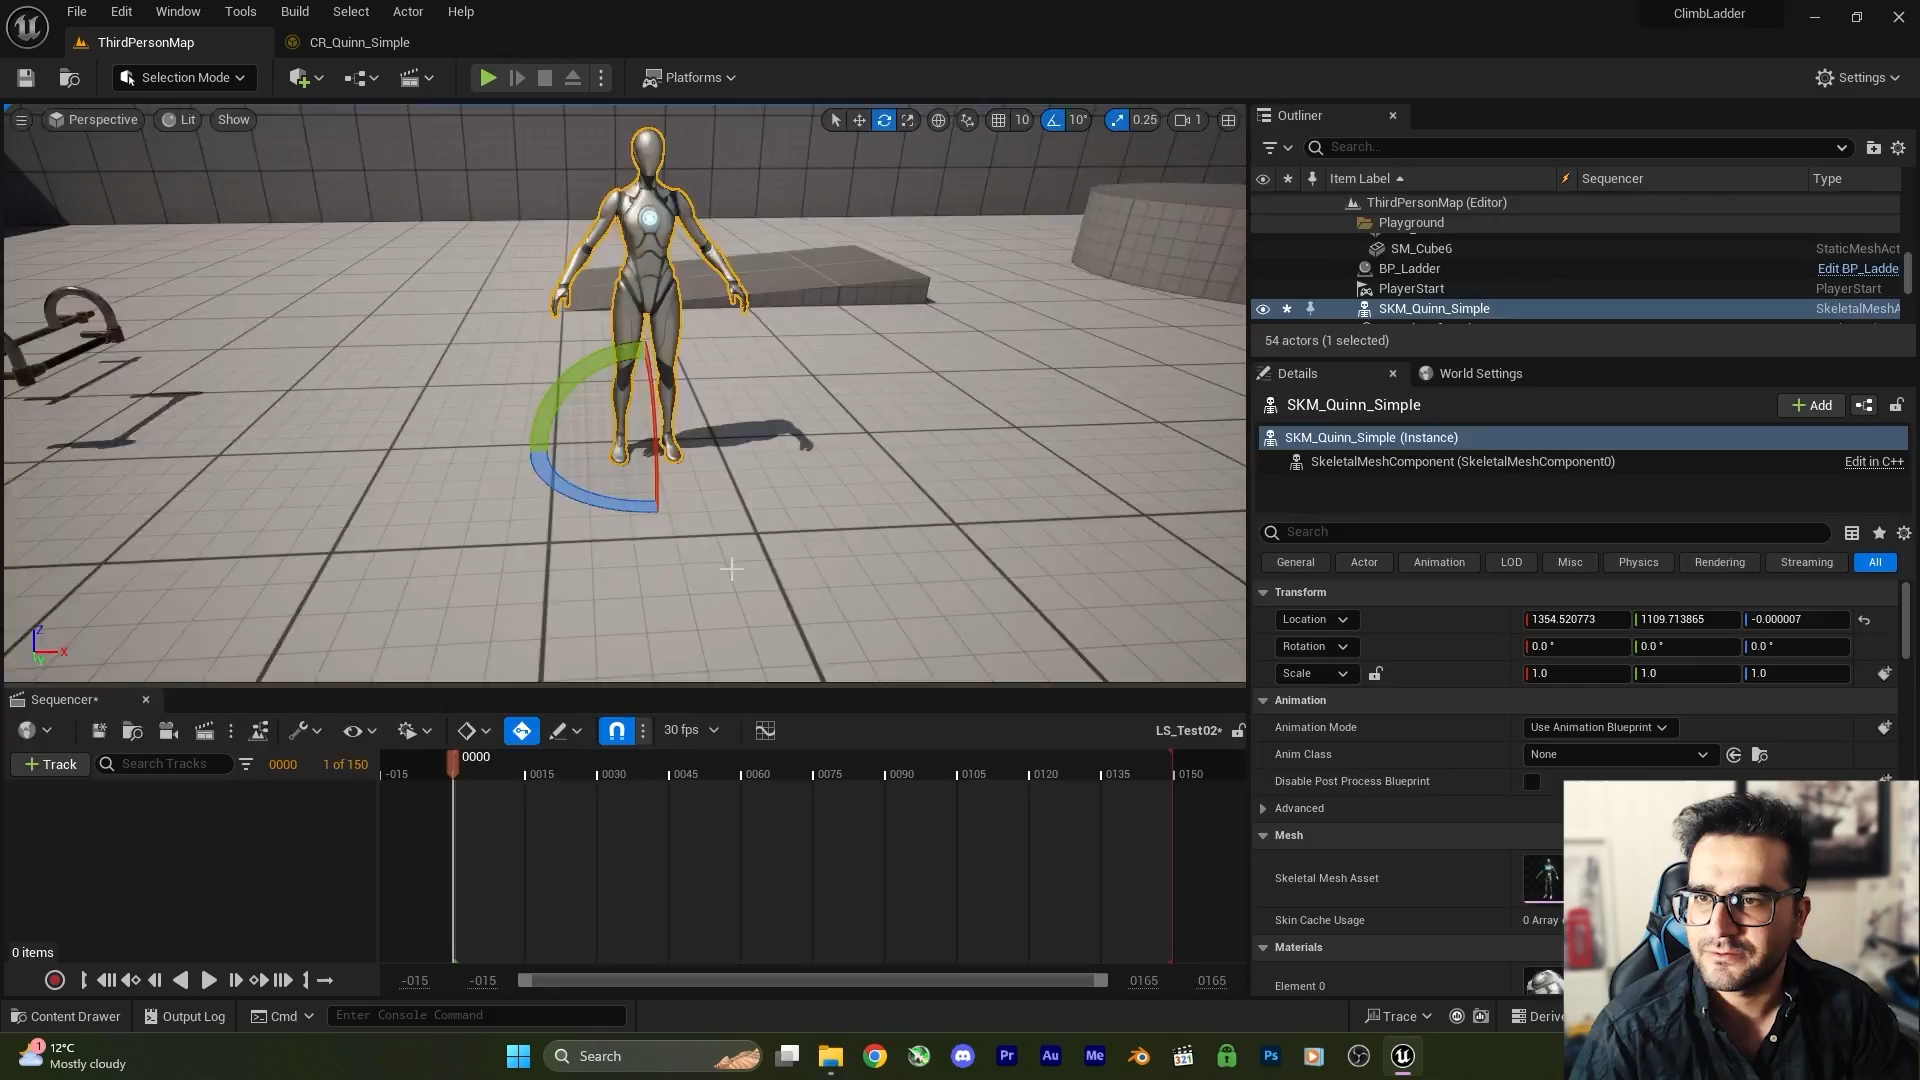 File Edit Window Tools Build Select Actor Help
ClimbLadder
ThirdPersonMap
CR_Quinn_Simple
Selection Mode
Platforms
Settings
Perspective Lit Show
10 10° 0.25 1
Outliner
Search...
Item Label Sequencer Type
ThirdPersonMap (Editor)
Playground
SM_Cube6 StaticMeshAct
BP_Ladder Edit BP_Ladde
PlayerStart PlayerStart
SKM_Quinn_Simple SkeletalMeshA
54 actors (1 selected)
Details
World Settings
SKM_Quinn_Simple
Add
SKM_Quinn_Simple (Instance)
SkeletalMeshComponent (SkeletalMeshComponent0) Edit in C++
Search
General Actor Animation LOD Misc Physics Rendering Streaming All
Transform
Location 1354.520773 1109.713865 -0.000007
Rotation 0.0 ° 0.0 ° 0.0 °
Scale 1.0 1.0 1.0
Animation
Animation Mode Use Animation Blueprint
Anim Class None
Disable Post Process Blueprint
Advanced
Mesh
Skeletal Mesh Asset
Skin Cache Usage 0 Array
Materials
Element 0
Z
X
Y
Sequencer*
30 fps
LS_Test02*
Track
Search Tracks
0000
1 of 150
0000
-015 0015 0030 0045 0060 0075 0090 0105 0120 0135 0150
0 items
-015 -015 0165 0165
Content Drawer
Output Log
Cmd
Enter Console Command
Trace
Derive
1
12°C
Mostly cloudy
Search
Pr Au Me 321 Ps